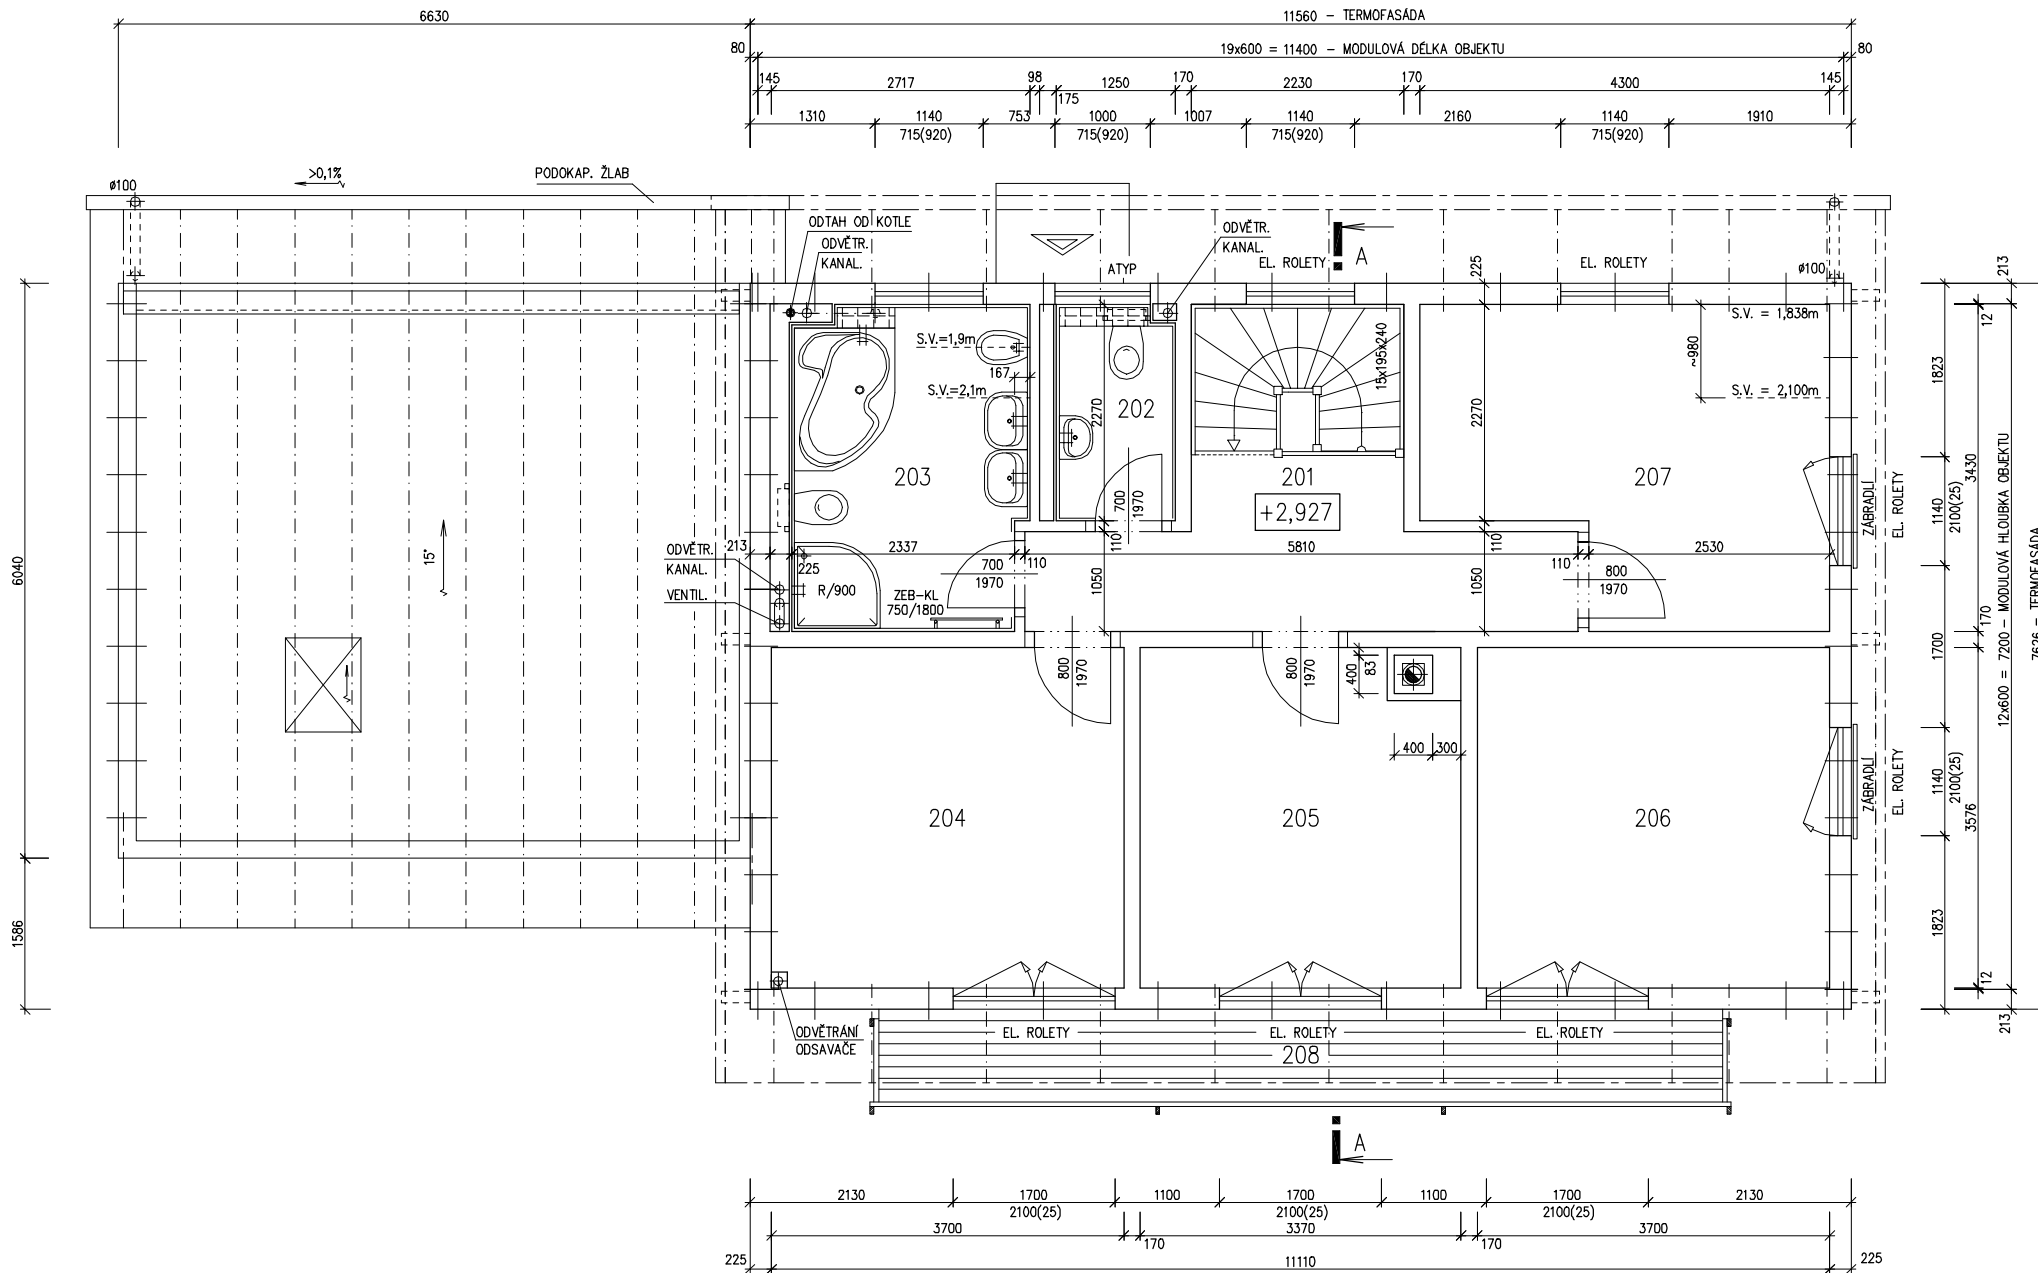 6630
11560 – TERMOFASÁDA
80
19x600 = 11400 – MODULOVÁ DÉLKA OBJEKTU
80
145
2717
98
1250
170
2230
170
4300
145
175
1310
1140
753
1000
1007
1140
2160
1140
1910
715(920)
715(920)
715(920)
715(920)
>0,1%
PODOKAP. ŽLAB
ø100
ODTAH OD KOTLE
ODVĚTR.
KANAL.
ODVĚTR.
KANAL.
A
ATYP
EL. ROLETY
EL. ROLETY
ø100
225
213
12
S.V. = 1,838m
S.V.=1,9m
167
S.V.=2,1m
15x195x240
~980
S.V. = 2,100m
1823
2270
202
2270
203
201
207
+2,927
700
1970
ZÁBRADLÍ
EL. ROLETY
1140
2100(25)
3430
12x600 = 7200 – MODULOVÁ HLOUBKA OBJEKTU
7626 – TERMOFASÁDA
6040
15°
ODVĚTR.
KANAL.
VENTIL.
213
225
2337
110
5810
110
110
2530
R/900
ZEB-KL
750/1800
700
1970
110
1050
1050
800
1970
170
1700
800
1970
800
1970
400
83
400
300
204
205
206
ZÁBRADLÍ
EL. ROLETY
1140
2100(25)
3576
1586
1823
12
213
ODVĚTRÁNÍ
ODSAVAČE
EL. ROLETY
EL. ROLETY
EL. ROLETY
208
A
2130
1700
1100
1700
1100
1700
2130
2100(25)
2100(25)
2100(25)
3700
3370
3700
170
170
225
11110
225